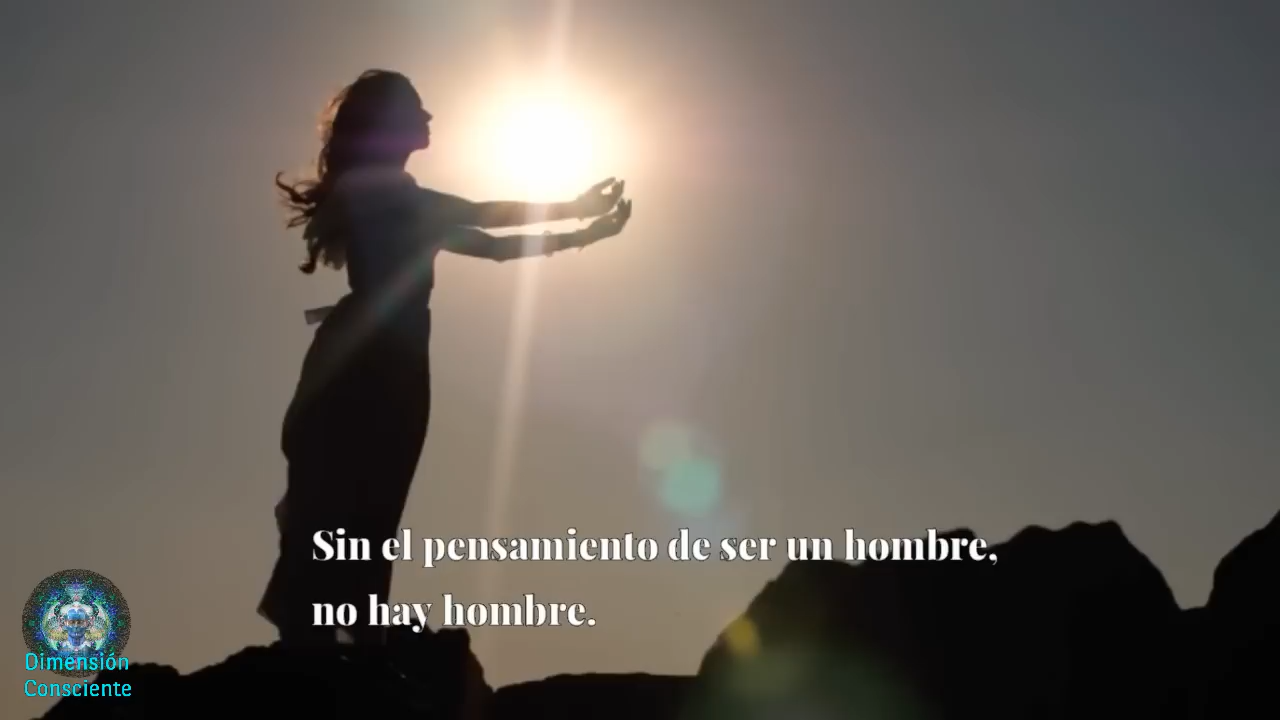 Sin el pensamiento de ser un hombre,
no hay hombre.
Dimensión
Consciente